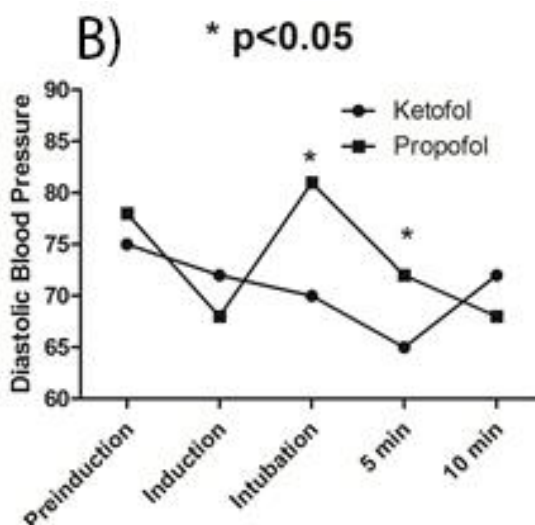 B) * p<0.05
90
85
80
75
70
65
60
Diastolic Blood Pressure
Ketofol
Propofol
*
*
Preinduction
Induction
Intubation
5 min
10 min